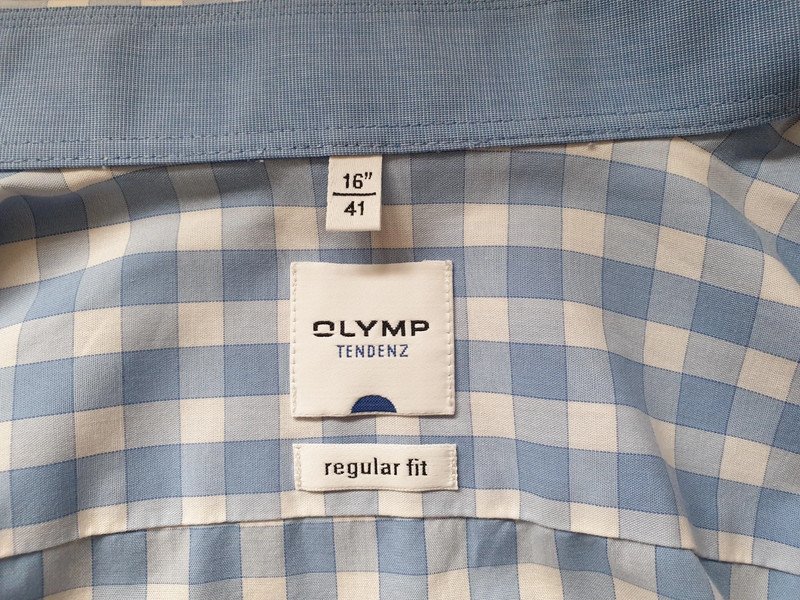 16”
41
OLYMP
TENDENZ
regular fit